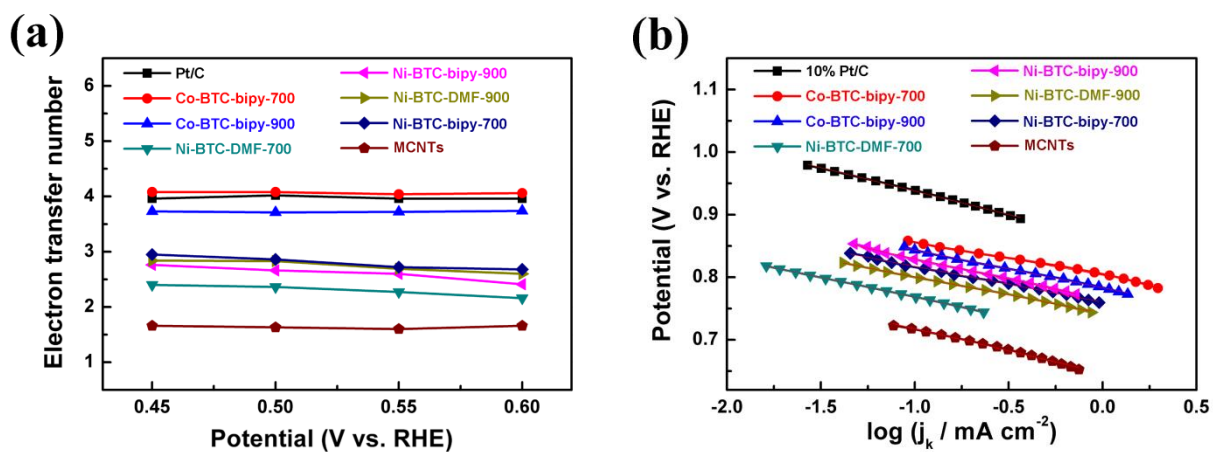 (a)
Electron transfer number
6
5
4
3
2
1
Pt/C
Co-BTC-bipy-700
Co-BTC-bipy-900
Ni-BTC-DMF-700
Ni-BTC-bipy-900
Ni-BTC-DMF-900
Ni-BTC-bipy-700
MCNTs
0.45 0.50 0.55 0.60
Potential (V vs. RHE)
(b)
Potential (V vs. RHE)
1.1
1.0
0.9
0.8
0.7
10% Pt/C
Co-BTC-bipy-700
Co-BTC-bipy-900
Ni-BTC-DMF-700
Ni-BTC-bipy-900
Ni-BTC-DMF-900
Ni-BTC-bipy-700
MCNTs
-2.0 -1.5 -1.0 -0.5 0.0 0.5
log (jₖ / mA cm⁻²)